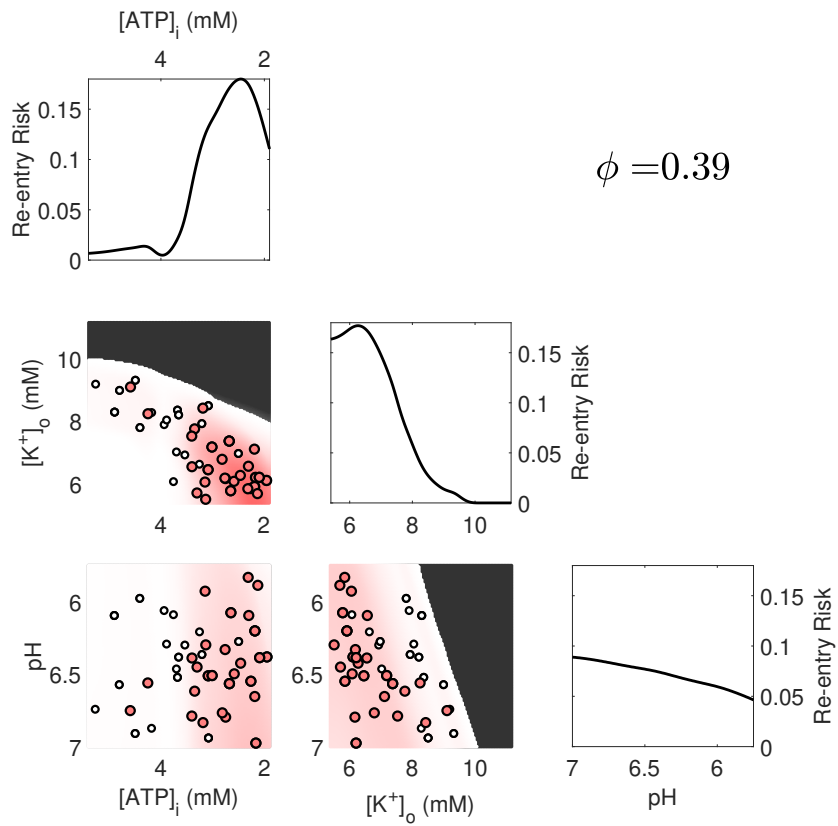 [ATP]i (mM)
4 2
Re-entry Risk
0.15
0.1
0.05
0
ϕ =0.39
[K+]o (mM)
10
8
6
4 2
0.15
0.1
0.05
0
Re-entry Risk
6 8 10
pH
6
6.5
7
4 2
[ATP]i (mM)
6
6.5
7
6 8 10
[K+]o (mM)
0.15
0.1
0.05
0
Re-entry Risk
7 6.5 6
pH